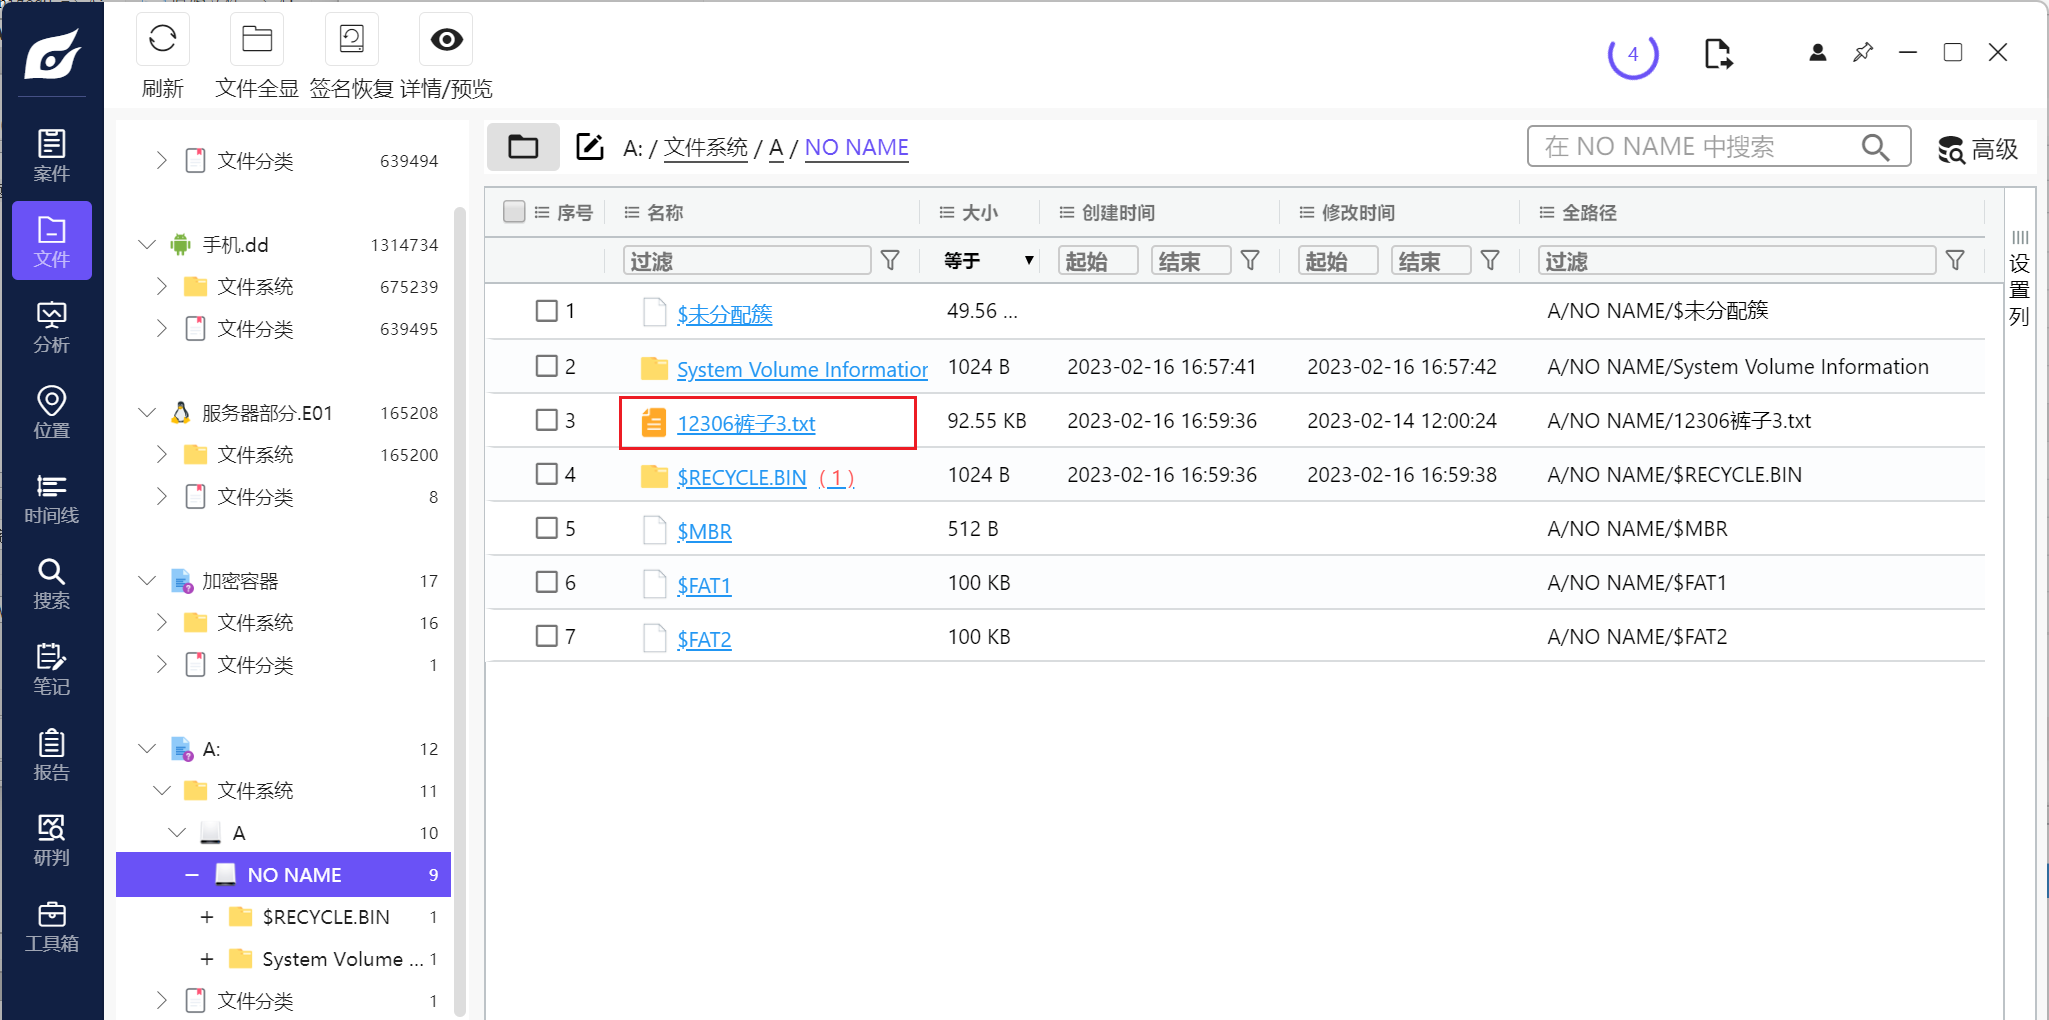 刷新 文件全显 签名恢复 详情/预览
4
案件
文件
分析
位置
时间线
搜索
笔记
报告
研判
工具箱
文件分类 639494
手机.dd 1314734
文件系统 675239
文件分类 639495
服务器部分.E01 165208
文件系统 165200
文件分类 8
加密容器 17
文件系统 16
文件分类 1
A: 12
文件系统 11
A 10
NO NAME 9
$RECYCLE.BIN 1
System Volume ... 1
文件分类 1
A: / 文件系统 / A / NO NAME
在 NO NAME 中搜索
高级
序号 名称 大小 创建时间 修改时间 全路径
过滤 等于 起始 结束 起始 结束 过滤
1 $未分配簇 49.56 ... A/NO NAME/$未分配簇
2 System Volume Information 1024 B 2023-02-16 16:57:41 2023-02-16 16:57:42 A/NO NAME/System Volume Information
3 12306裤子3.txt 92.55 KB 2023-02-16 16:59:36 2023-02-14 12:00:24 A/NO NAME/12306裤子3.txt
4 $RECYCLE.BIN ( 1 ) 1024 B 2023-02-16 16:59:36 2023-02-16 16:59:38 A/NO NAME/$RECYCLE.BIN
5 $MBR 512 B A/NO NAME/$MBR
6 $FAT1 100 KB A/NO NAME/$FAT1
7 $FAT2 100 KB A/NO NAME/$FAT2
设置列